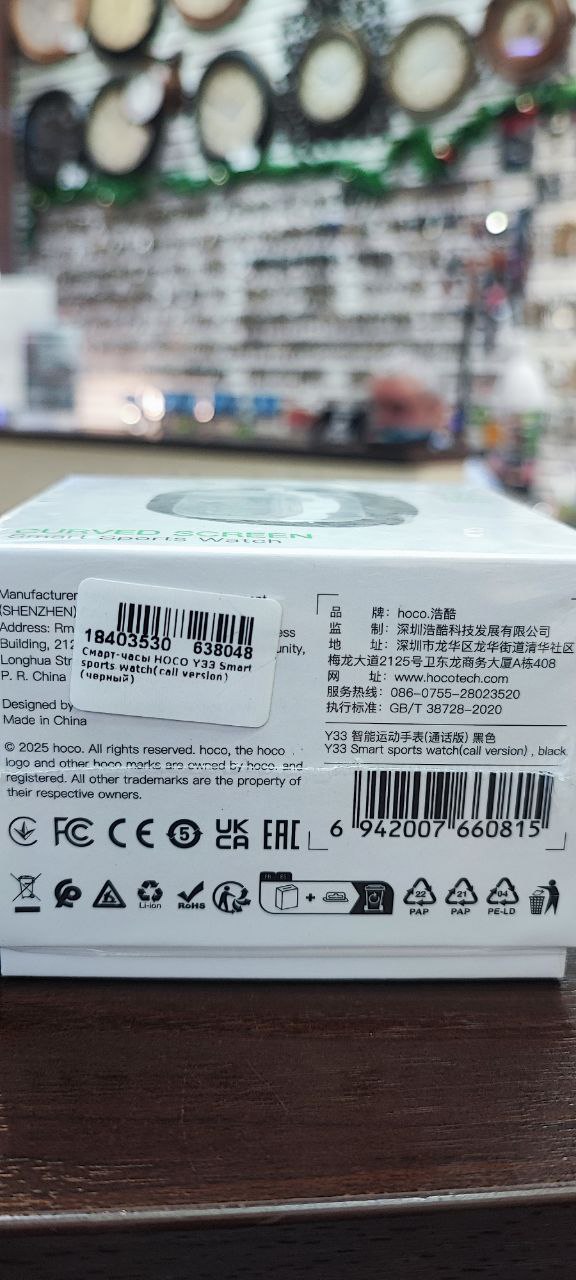 CURVED SCREEN
Smart Sports Watch
Manufacturer
(SHENZHEN)
Address: Rm
Building, 212
Longhua Str
P. R. China
18403530 638048
Смарт-часы HOCO Y33 Smart
sports watch(call version)
(черный)
Designed by
Made in China
© 2025 hoco. All rights reserved. hoco, the hoco
logo and other hoco marks are owned by hoco. and
registered. All other trademarks are the property of
their respective owners.
品 牌: hoco.浩酷
监 制: 深圳浩酷科技发展有限公司
地 址: 深圳市龙华区龙华街道清华社区
梅龙大道2125号卫东龙商务大厦A栋408
网 址: www.hocotech.com
服务热线: 086-0755-28023520
执行标准: GB/T 38728-2020
Y33 智能运动手表(通话版) 黑色
Y33 Smart sports watch(call version) , black
6 942007 660815
FC CE 5 UK CA EAC
Li-ion
RoHS
22
PAP
21
PAP
04
PE-LD